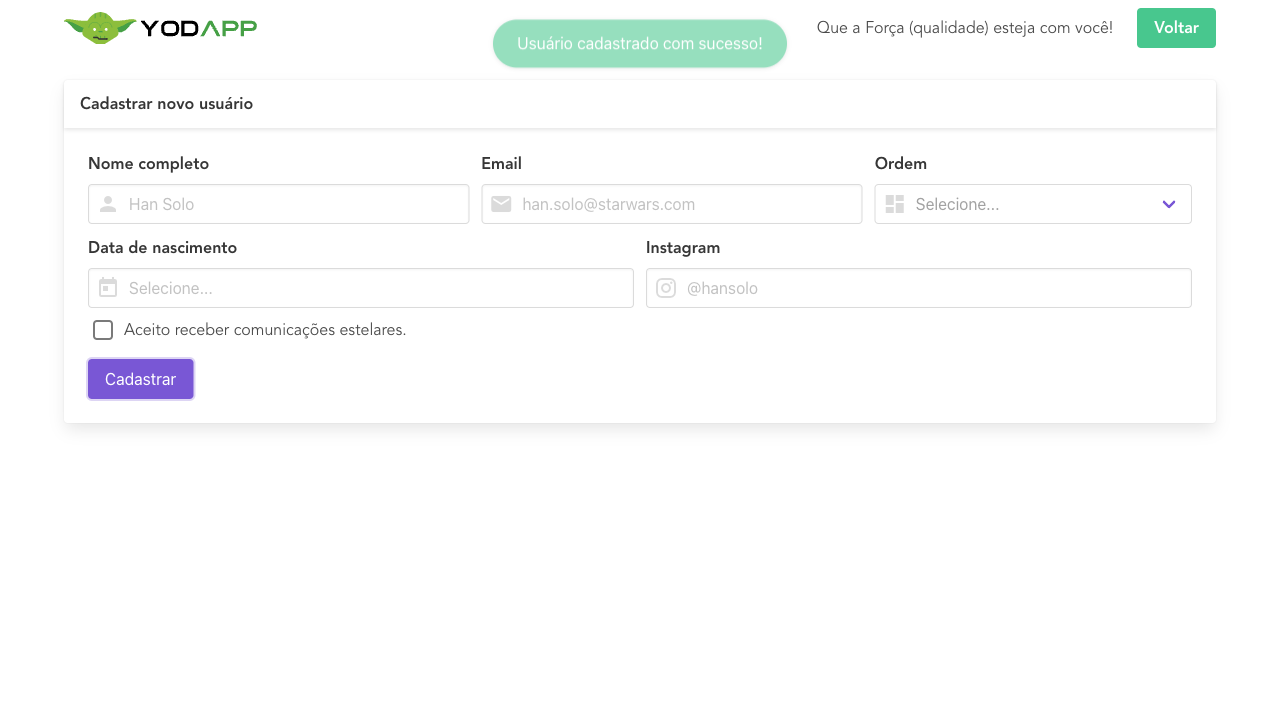 YODAPP
Usuário cadastrado com sucesso!
Que a Força (qualidade) esteja com você!
Voltar
Cadastrar novo usuário
Nome completo
Email
Ordem
Han Solo
han.solo@starwars.com
Selecione...
Data de nascimento
Instagram
Selecione...
@hansolo
Aceito receber comunicações estelares.
Cadastrar